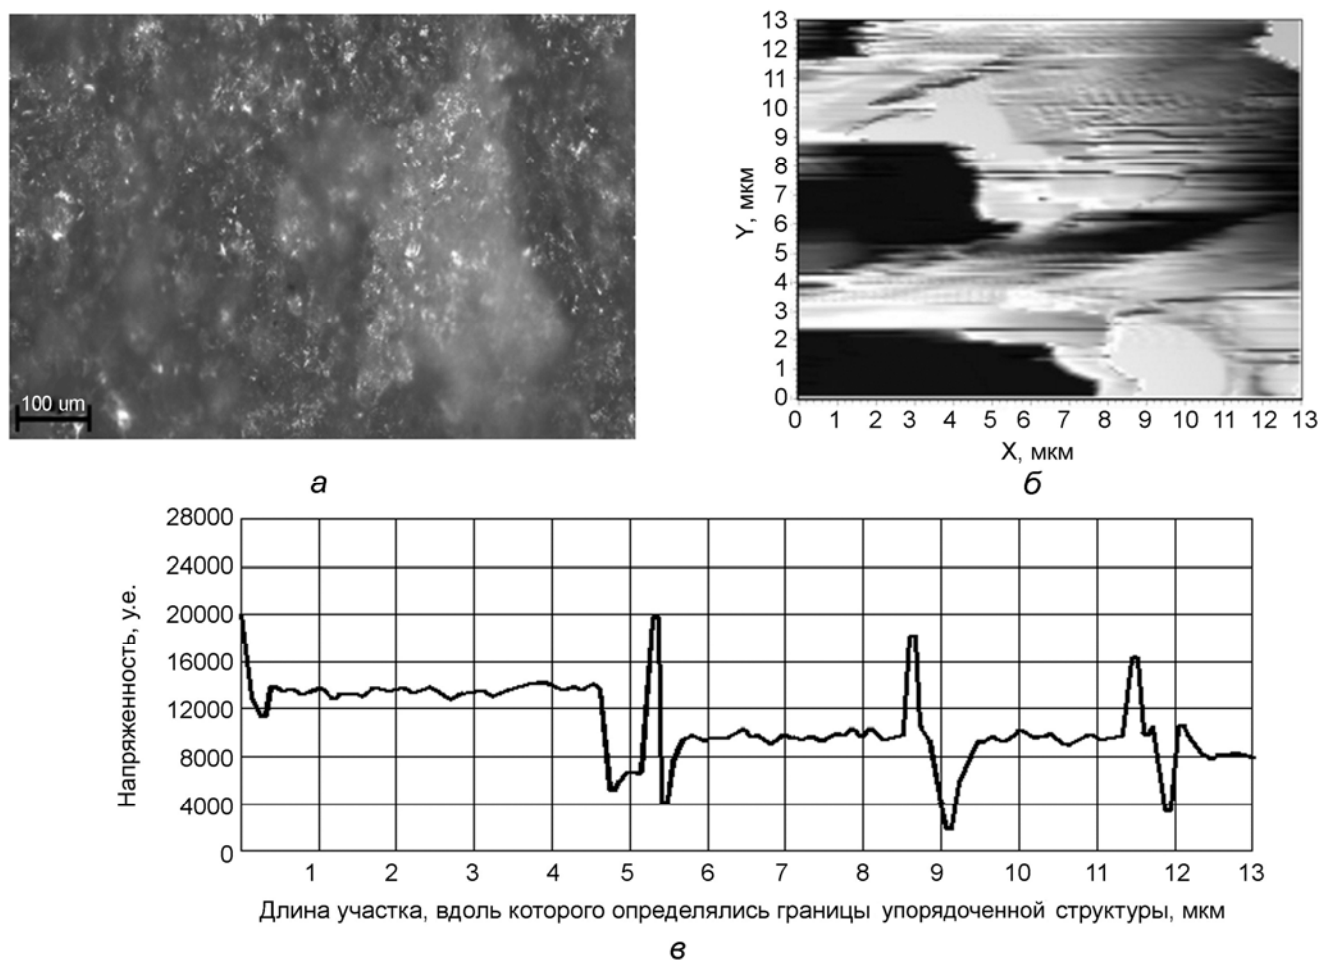 100 um
а
13
12
11
10
9
8
7
6
5
4
3
2
1
0
Y, мкм
0 1 2 3 4 5 6 7 8 9 10 11 12 13
X, мкм
б
28000
24000
20000
16000
12000
8000
4000
0
Напряженность, у.е.
1 2 3 4 5 6 7 8 9 10 11 12 13
Длина участка, вдоль которого определялись границы упорядоченной структуры, мкм
в